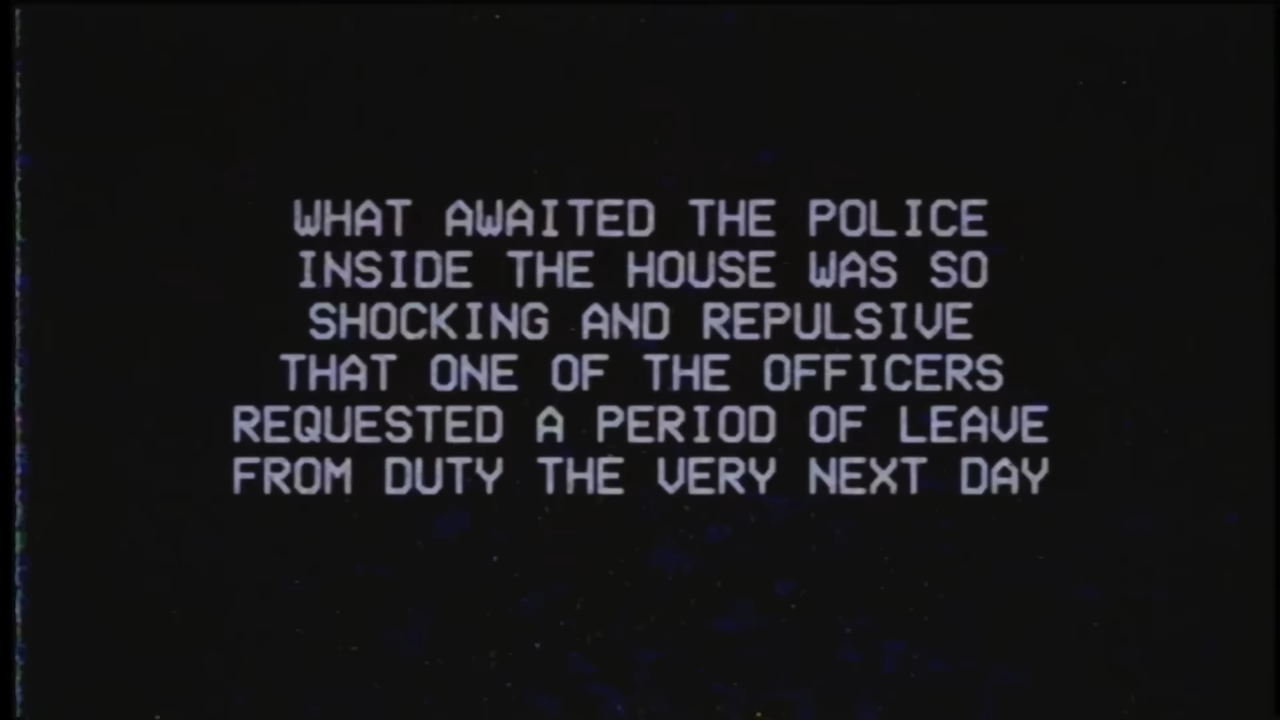 WHAT AWAITED THE POLICE
INSIDE THE HOUSE WAS SO
SHOCKING AND REPULSIVE
THAT ONE OF THE OFFICERS
REQUESTED A PERIOD OF LEAVE
FROM DUTY THE VERY NEXT DAY